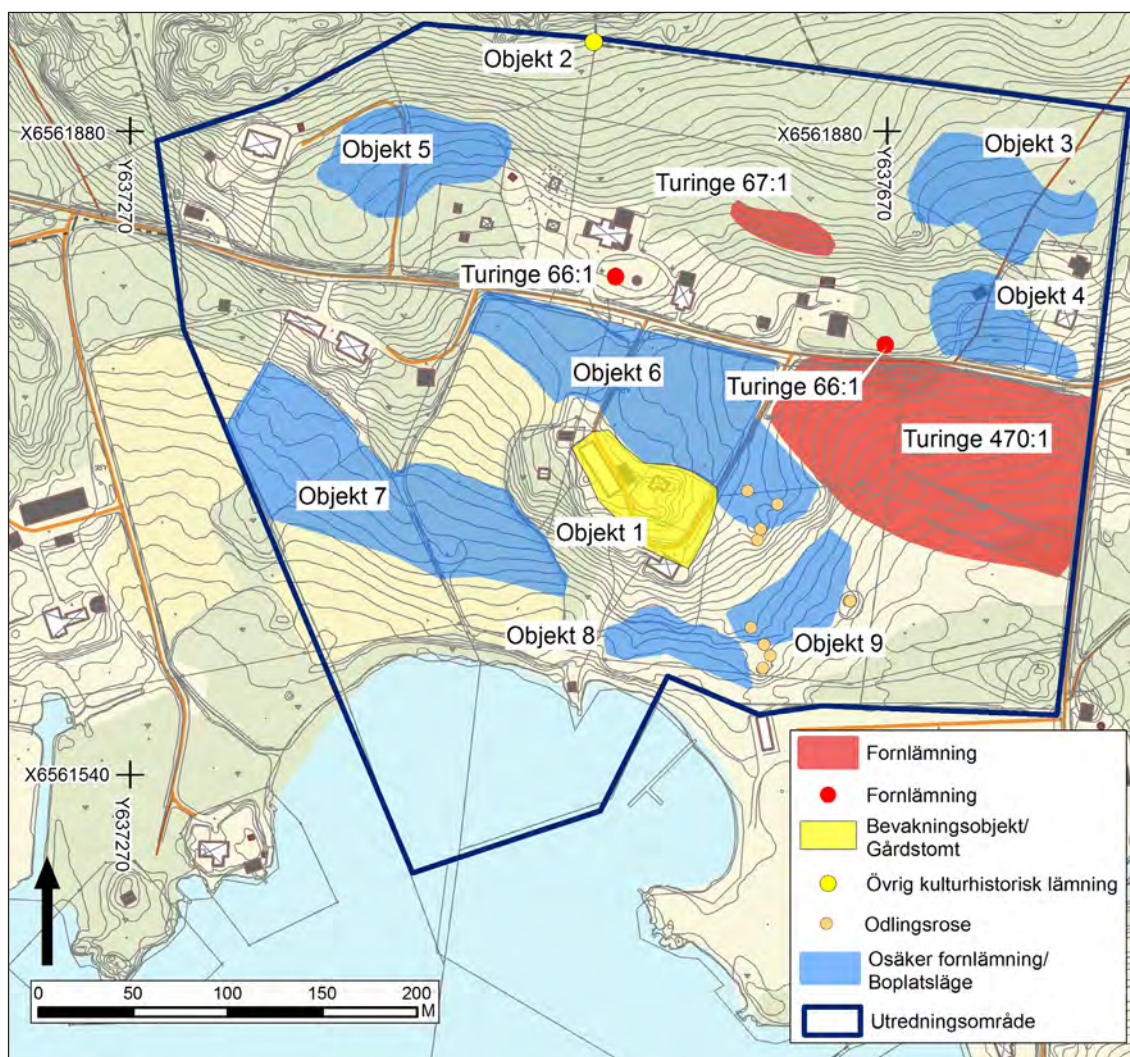 Objekt 2
X6561880
X6561880
Objekt 3
Objekt 5
Y637270
Y637670
Turinge 67:1
Turinge 66:1
Objekt 4
Objekt 6
Turinge 66:1
Turinge 470:1
Objekt 7
Objekt 1
Objekt 8
Objekt 9
X6561540
Y637270
0 50 100 150 200
M
Fornlämning
Fornlämning
Bevakningsobjekt/
Gårdstomt
Övrig kulturhistorisk lämning
Odlingsrose
Osäker fornlämning/
Boplatsläge
Utredningsområde